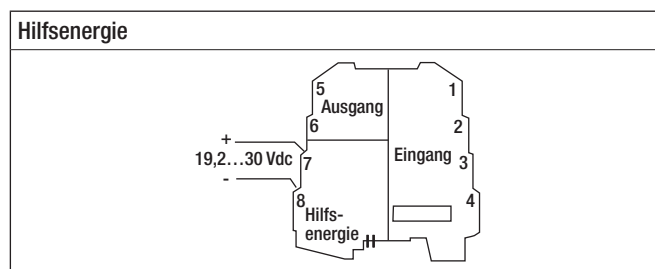 Hilfsenergie
5
Ausgang
6
1
2
Eingang
3
4
+
19,2...30 Vdc
-
7
8
Hilfs-
energie